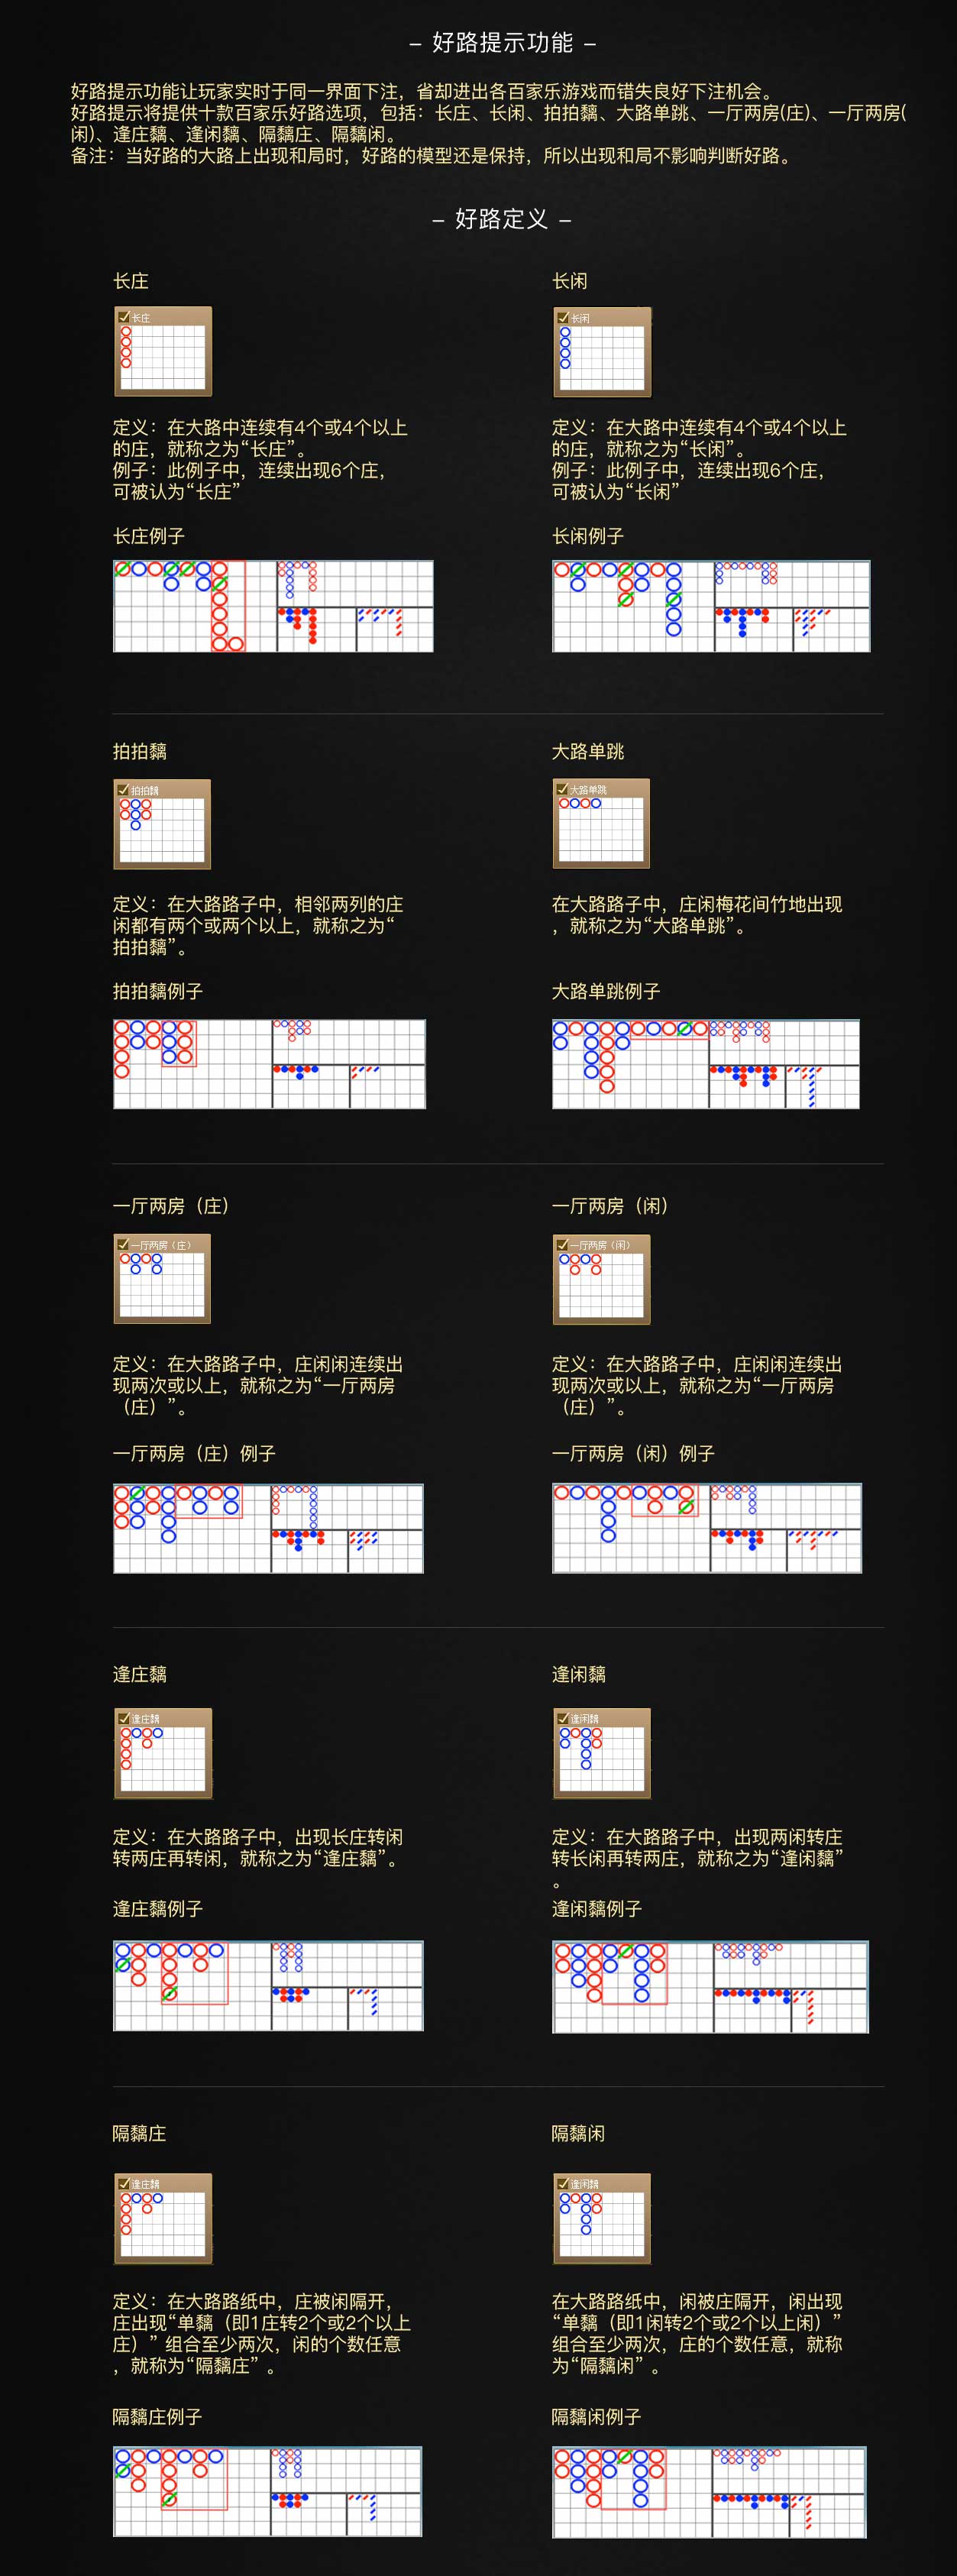 – 好路提示功能 –
好路提示功能让玩家实时于同一界面下注，省却进出各百家乐游戏而错失良好下注机会。
好路提示将提供十款百家乐好路选项，包括：长庄、长闲、拍拍黐、大路单跳、一厅两房(庄)、一厅两房(
闲)、逢庄黐、逢闲黐、隔黐庄、隔黐闲。
备注：当好路的大路上出现和局时，好路的模型还是保持，所以出现和局不影响判断好路。
– 好路定义 –
长庄
长庄
定义：在大路中连续有4个或4个以上
的庄，就称之为“长庄”。
例子：此例子中，连续出现6个庄，
可被认为“长庄”
长庄例子
长闲
长闲
定义：在大路中连续有4个或4个以上
的庄，就称之为“长闲”。
例子：此例子中，连续出现6个庄，
可被认为“长闲”
长闲例子
拍拍黐
拍拍黐
定义：在大路路子中，相邻两列的庄
闲都有两个或两个以上，就称之为“
拍拍黐”。
拍拍黐例子
大路单跳
大路单跳
在大路路子中，庄闲梅花间竹地出现
，就称之为“大路单跳”。
大路单跳例子
一厅两房（庄）
一厅两房（庄）
定义：在大路路子中，庄闲闲连续出
现两次或以上，就称之为“一厅两房
（庄）”。
一厅两房（庄）例子
一厅两房（闲）
一厅两房（闲）
定义：在大路路子中，庄闲闲连续出
现两次或以上，就称之为“一厅两房
（庄）”。
一厅两房（闲）例子
逢庄黐
逢庄黐
定义：在大路路子中，出现长庄转闲
转两庄再转闲，就称之为“逢庄黐”。
逢庄黐例子
逢闲黐
逢闲黐
定义：在大路路子中，出现两闲转庄
转长闲再转两庄，就称之为“逢闲黐”
。
逢闲黐例子
隔黐庄
逢庄黐
定义：在大路路纸中，庄被闲隔开，
庄出现“单黐（即1庄转2个或2个以上
庄）” 组合至少两次，闲的个数任意
，就称为“隔黐庄” 。
隔黐庄例子
隔黐闲
逢闲黐
在大路路纸中，闲被庄隔开，闲出现
“单黐（即1闲转2个或2个以上闲）”
组合至少两次，庄的个数任意，就称
为“隔黐闲” 。
隔黐闲例子